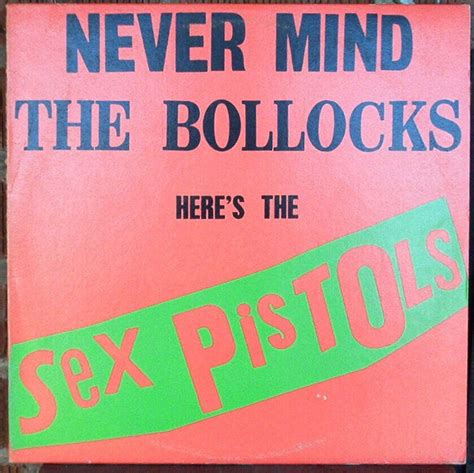 NEVER MIND
THE BOLLOCKS
HERE'S THE
Sex PisTOLs